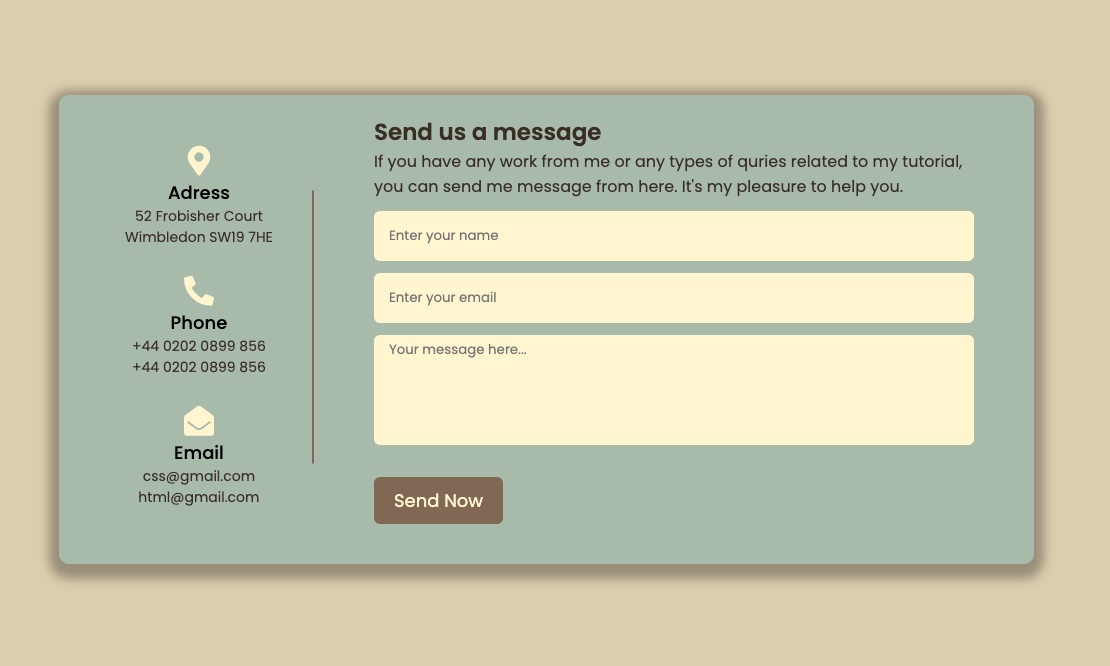 Adress
52 Frobisher Court
Wimbledon SW19 7HE
Phone
+44 0202 0899 856
+44 0202 0899 856
Email
css@gmail.com
html@gmail.com
Send us a message
If you have any work from me or any types of quries related to my tutorial,
you can send me message from here. It's my pleasure to help you.
Enter your name
Enter your email
Your message here...
Send Now